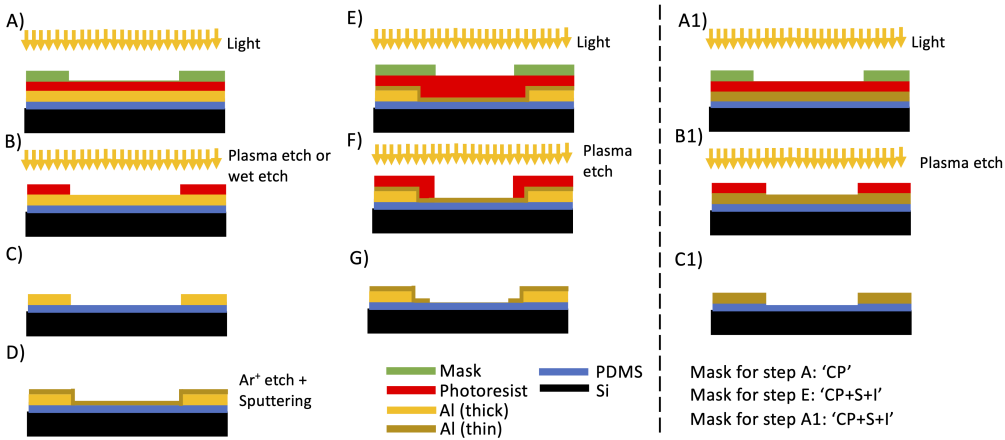 A)
Light
B)
Plasma etch or
wet etch
C)
D)
Ar⁺ etch +
Sputtering
E)
F)
Plasma
etch
G)
Mask
Photoresist
Al (thick)
Al (thin)
PDMS
Si
A1)
Light
B1)
Plasma etch
C1)
Mask for step A: ‘CP’
Mask for step E: ‘CP+S+I’
Mask for step A1: ‘CP+S+I’